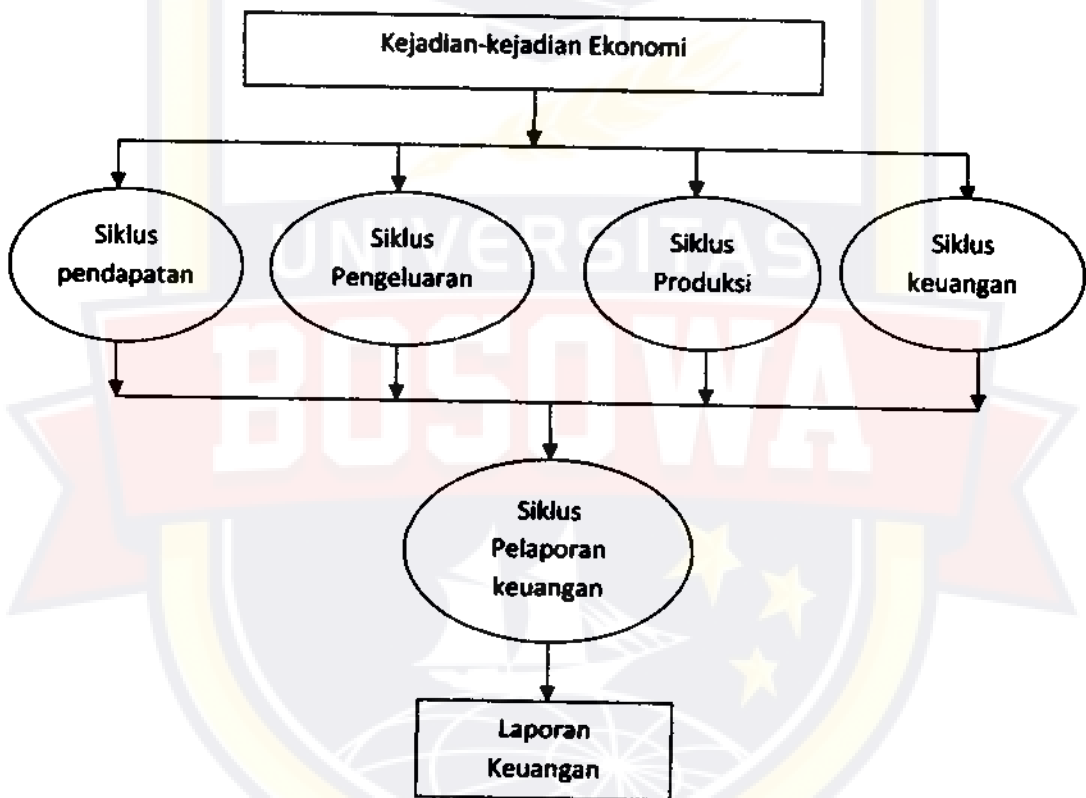 Kejadian-kejadian Ekonomi
Siklus
pendapatan
Siklus
Pengeluaran
Siklus
Produksi
Siklus
keuangan
UNIVERSITAS
BOSOWA
Siklus
Pelaporan
keuangan
Laporan
Keuangan